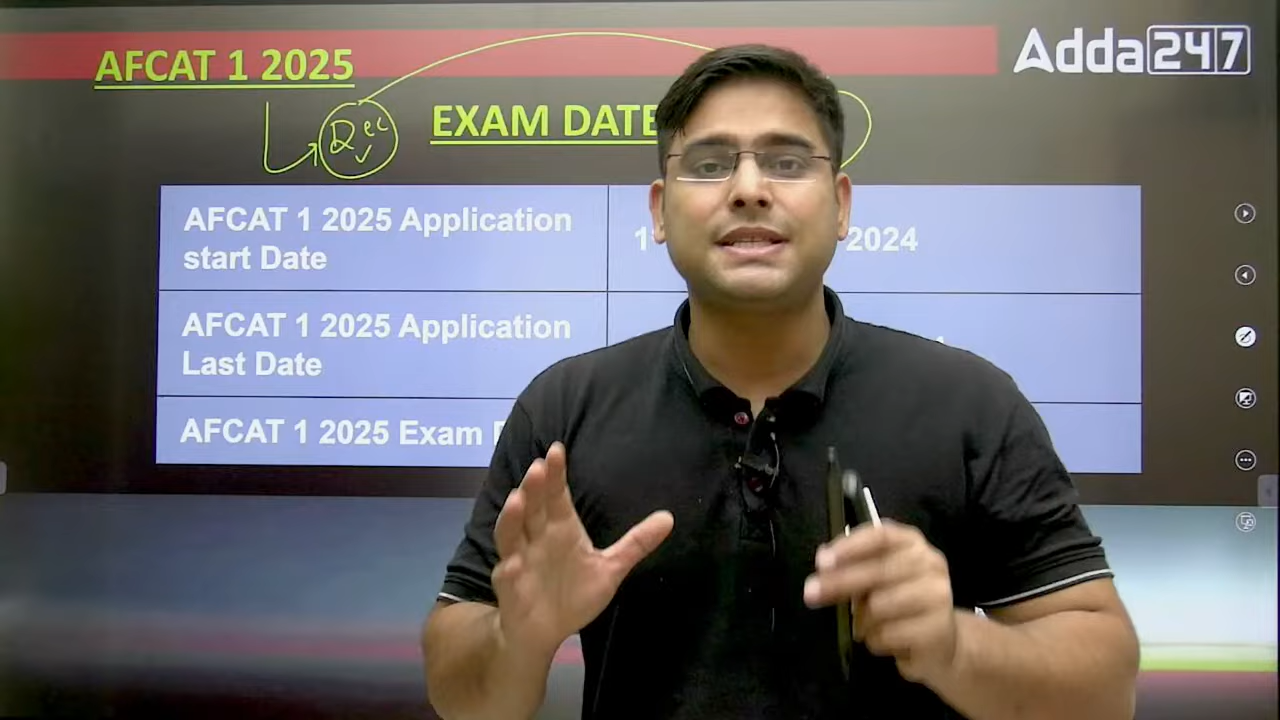 AFCAT 1 2025
Adda247
Dec
EXAM DATE
AFCAT 1 2025 Application
start Date
2024
AFCAT 1 2025 Application
Last Date
AFCAT 1 2025 Exam